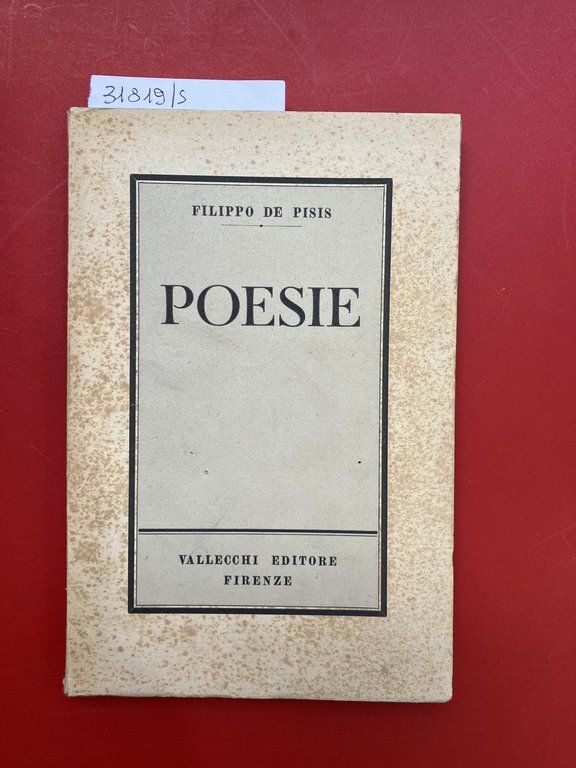 31819/s
FILIPPO DE PISIS
POESIE
VALLECCHI EDITORE
FIRENZE